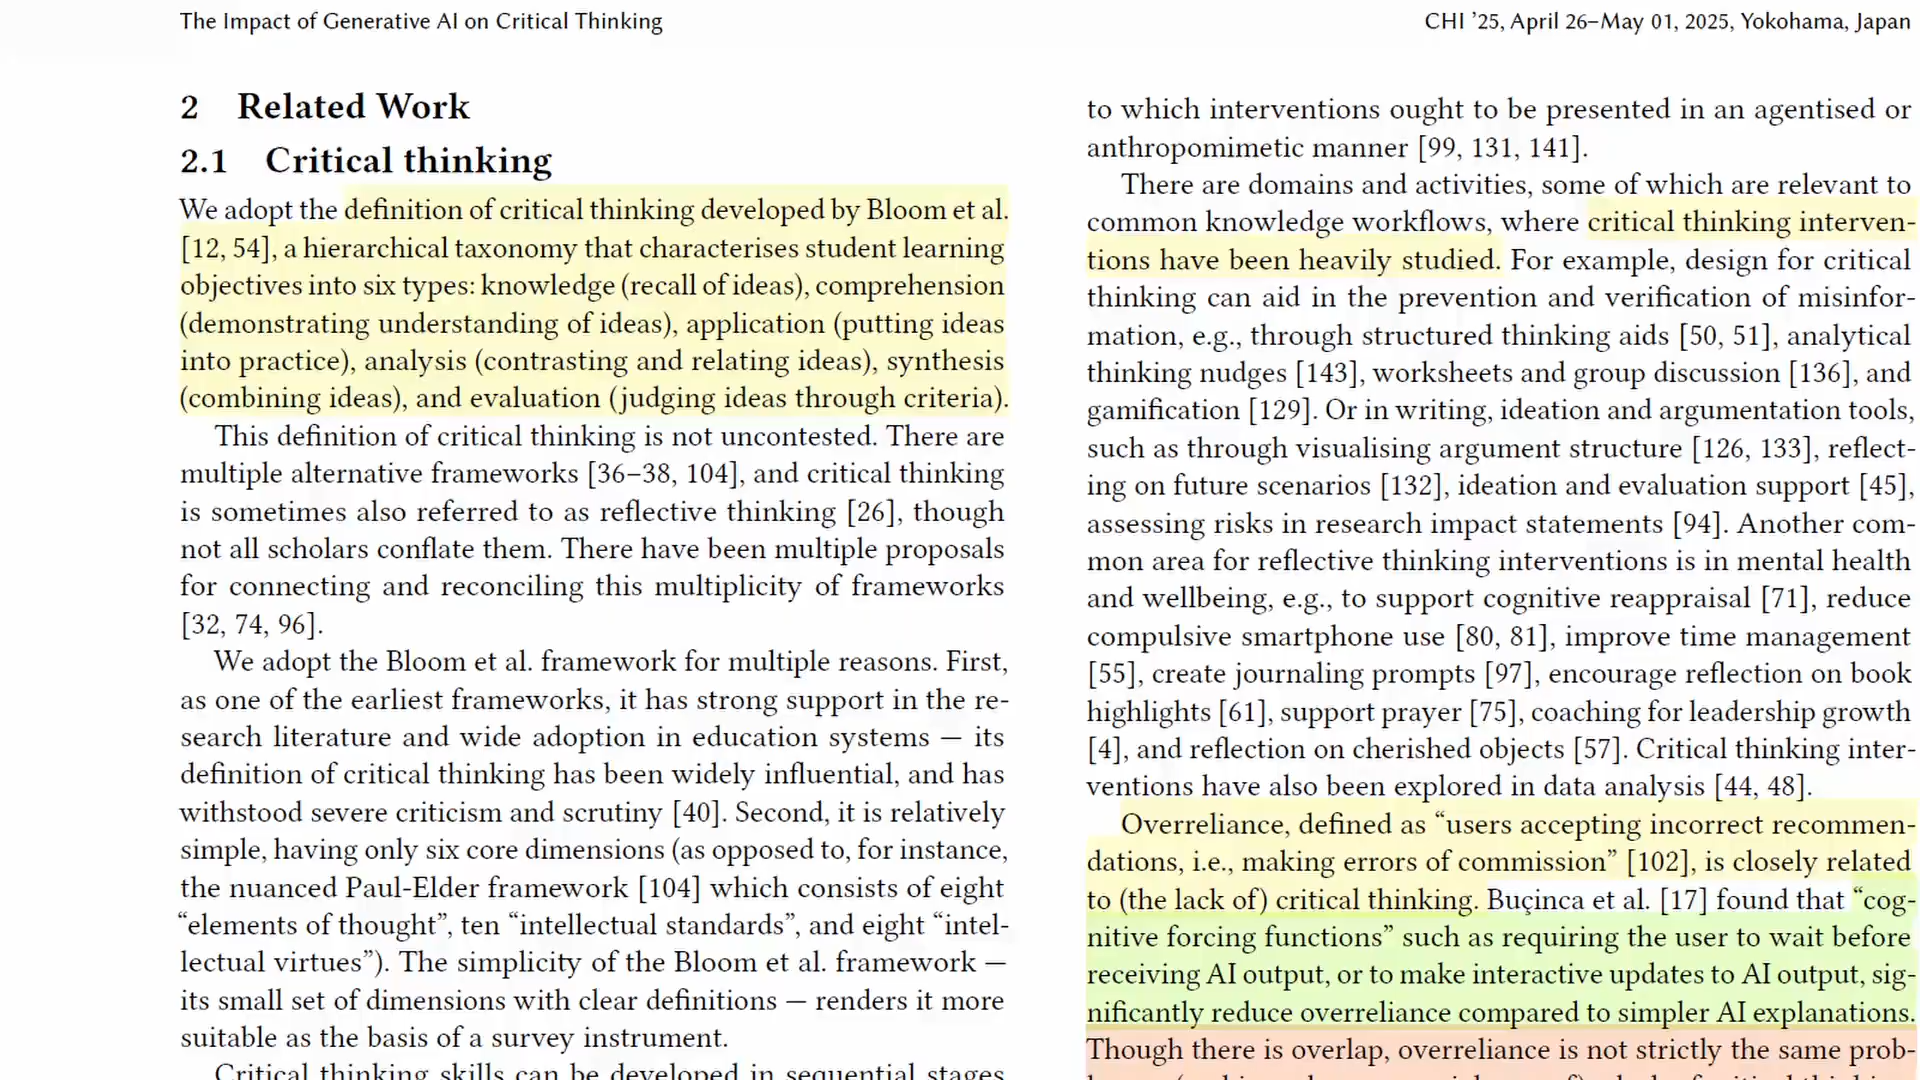 The Impact of Generative AI on Critical Thinking
CHI ’25, April 26–May 01, 2025, Yokohama, Japan
2 Related Work
2.1 Critical thinking
We adopt the definition of critical thinking developed by Bloom et al.
[12, 54], a hierarchical taxonomy that characterises student learning
objectives into six types: knowledge (recall of ideas), comprehension
(demonstrating understanding of ideas), application (putting ideas
into practice), analysis (contrasting and relating ideas), synthesis
(combining ideas), and evaluation (judging ideas through criteria).
This definition of critical thinking is not uncontested. There are
multiple alternative frameworks [36–38, 104], and critical thinking
is sometimes also referred to as reflective thinking [26], though
not all scholars conflate them. There have been multiple proposals
for connecting and reconciling this multiplicity of frameworks
[32, 74, 96].
We adopt the Bloom et al. framework for multiple reasons. First,
as one of the earliest frameworks, it has strong support in the re-
search literature and wide adoption in education systems — its
definition of critical thinking has been widely influential, and has
withstood severe criticism and scrutiny [40]. Second, it is relatively
simple, having only six core dimensions (as opposed to, for instance,
the nuanced Paul-Elder framework [104] which consists of eight
“elements of thought”, ten “intellectual standards”, and eight “intel-
lectual virtues”). The simplicity of the Bloom et al. framework —
its small set of dimensions with clear definitions — renders it more
suitable as the basis of a survey instrument.
Critical thinking skills can be developed in sequential stages
to which interventions ought to be presented in an agentised or
anthropomimetic manner [99, 131, 141].
There are domains and activities, some of which are relevant to
common knowledge workflows, where critical thinking interven-
tions have been heavily studied. For example, design for critical
thinking can aid in the prevention and verification of misinfor-
mation, e.g., through structured thinking aids [50, 51], analytical
thinking nudges [143], worksheets and group discussion [136], and
gamification [129]. Or in writing, ideation and argumentation tools,
such as through visualising argument structure [126, 133], reflect-
ing on future scenarios [132], ideation and evaluation support [45],
assessing risks in research impact statements [94]. Another com-
mon area for reflective thinking interventions is in mental health
and wellbeing, e.g., to support cognitive reappraisal [71], reduce
compulsive smartphone use [80, 81], improve time management
[55], create journaling prompts [97], encourage reflection on book
highlights [61], support prayer [75], coaching for leadership growth
[4], and reflection on cherished objects [57]. Critical thinking inter-
ventions have also been explored in data analysis [44, 48].
Overreliance, defined as “users accepting incorrect recommen-
dations, i.e., making errors of commission” [102], is closely related
to (the lack of) critical thinking. Buçinca et al. [17] found that “cog-
nitive forcing functions” such as requiring the user to wait before
receiving AI output, or to make interactive updates to AI output, sig-
nificantly reduce overreliance compared to simpler AI explanations.
Though there is overlap, overreliance is not strictly the same prob-